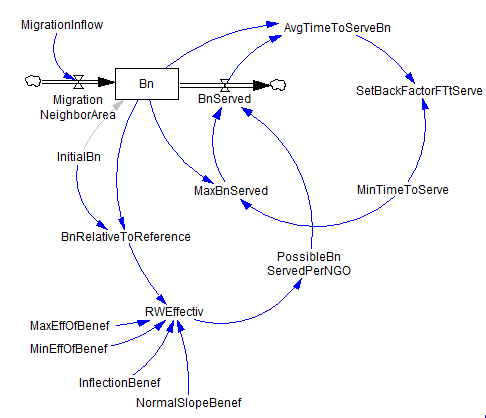 MigrationInflow
AvgTimeToServeBn
Bn
Migration
NeighborArea
BnServed
SetBackFactorFTtServe
InitialBn
MaxBnServed
MinTimeToServe
BnRelativeToReference
PossibleBn
ServedPerNGO
RWEffectiv
MaxEffOfBenef
MinEffOfBenef
InflectionBenef
NormalSlopeBenef